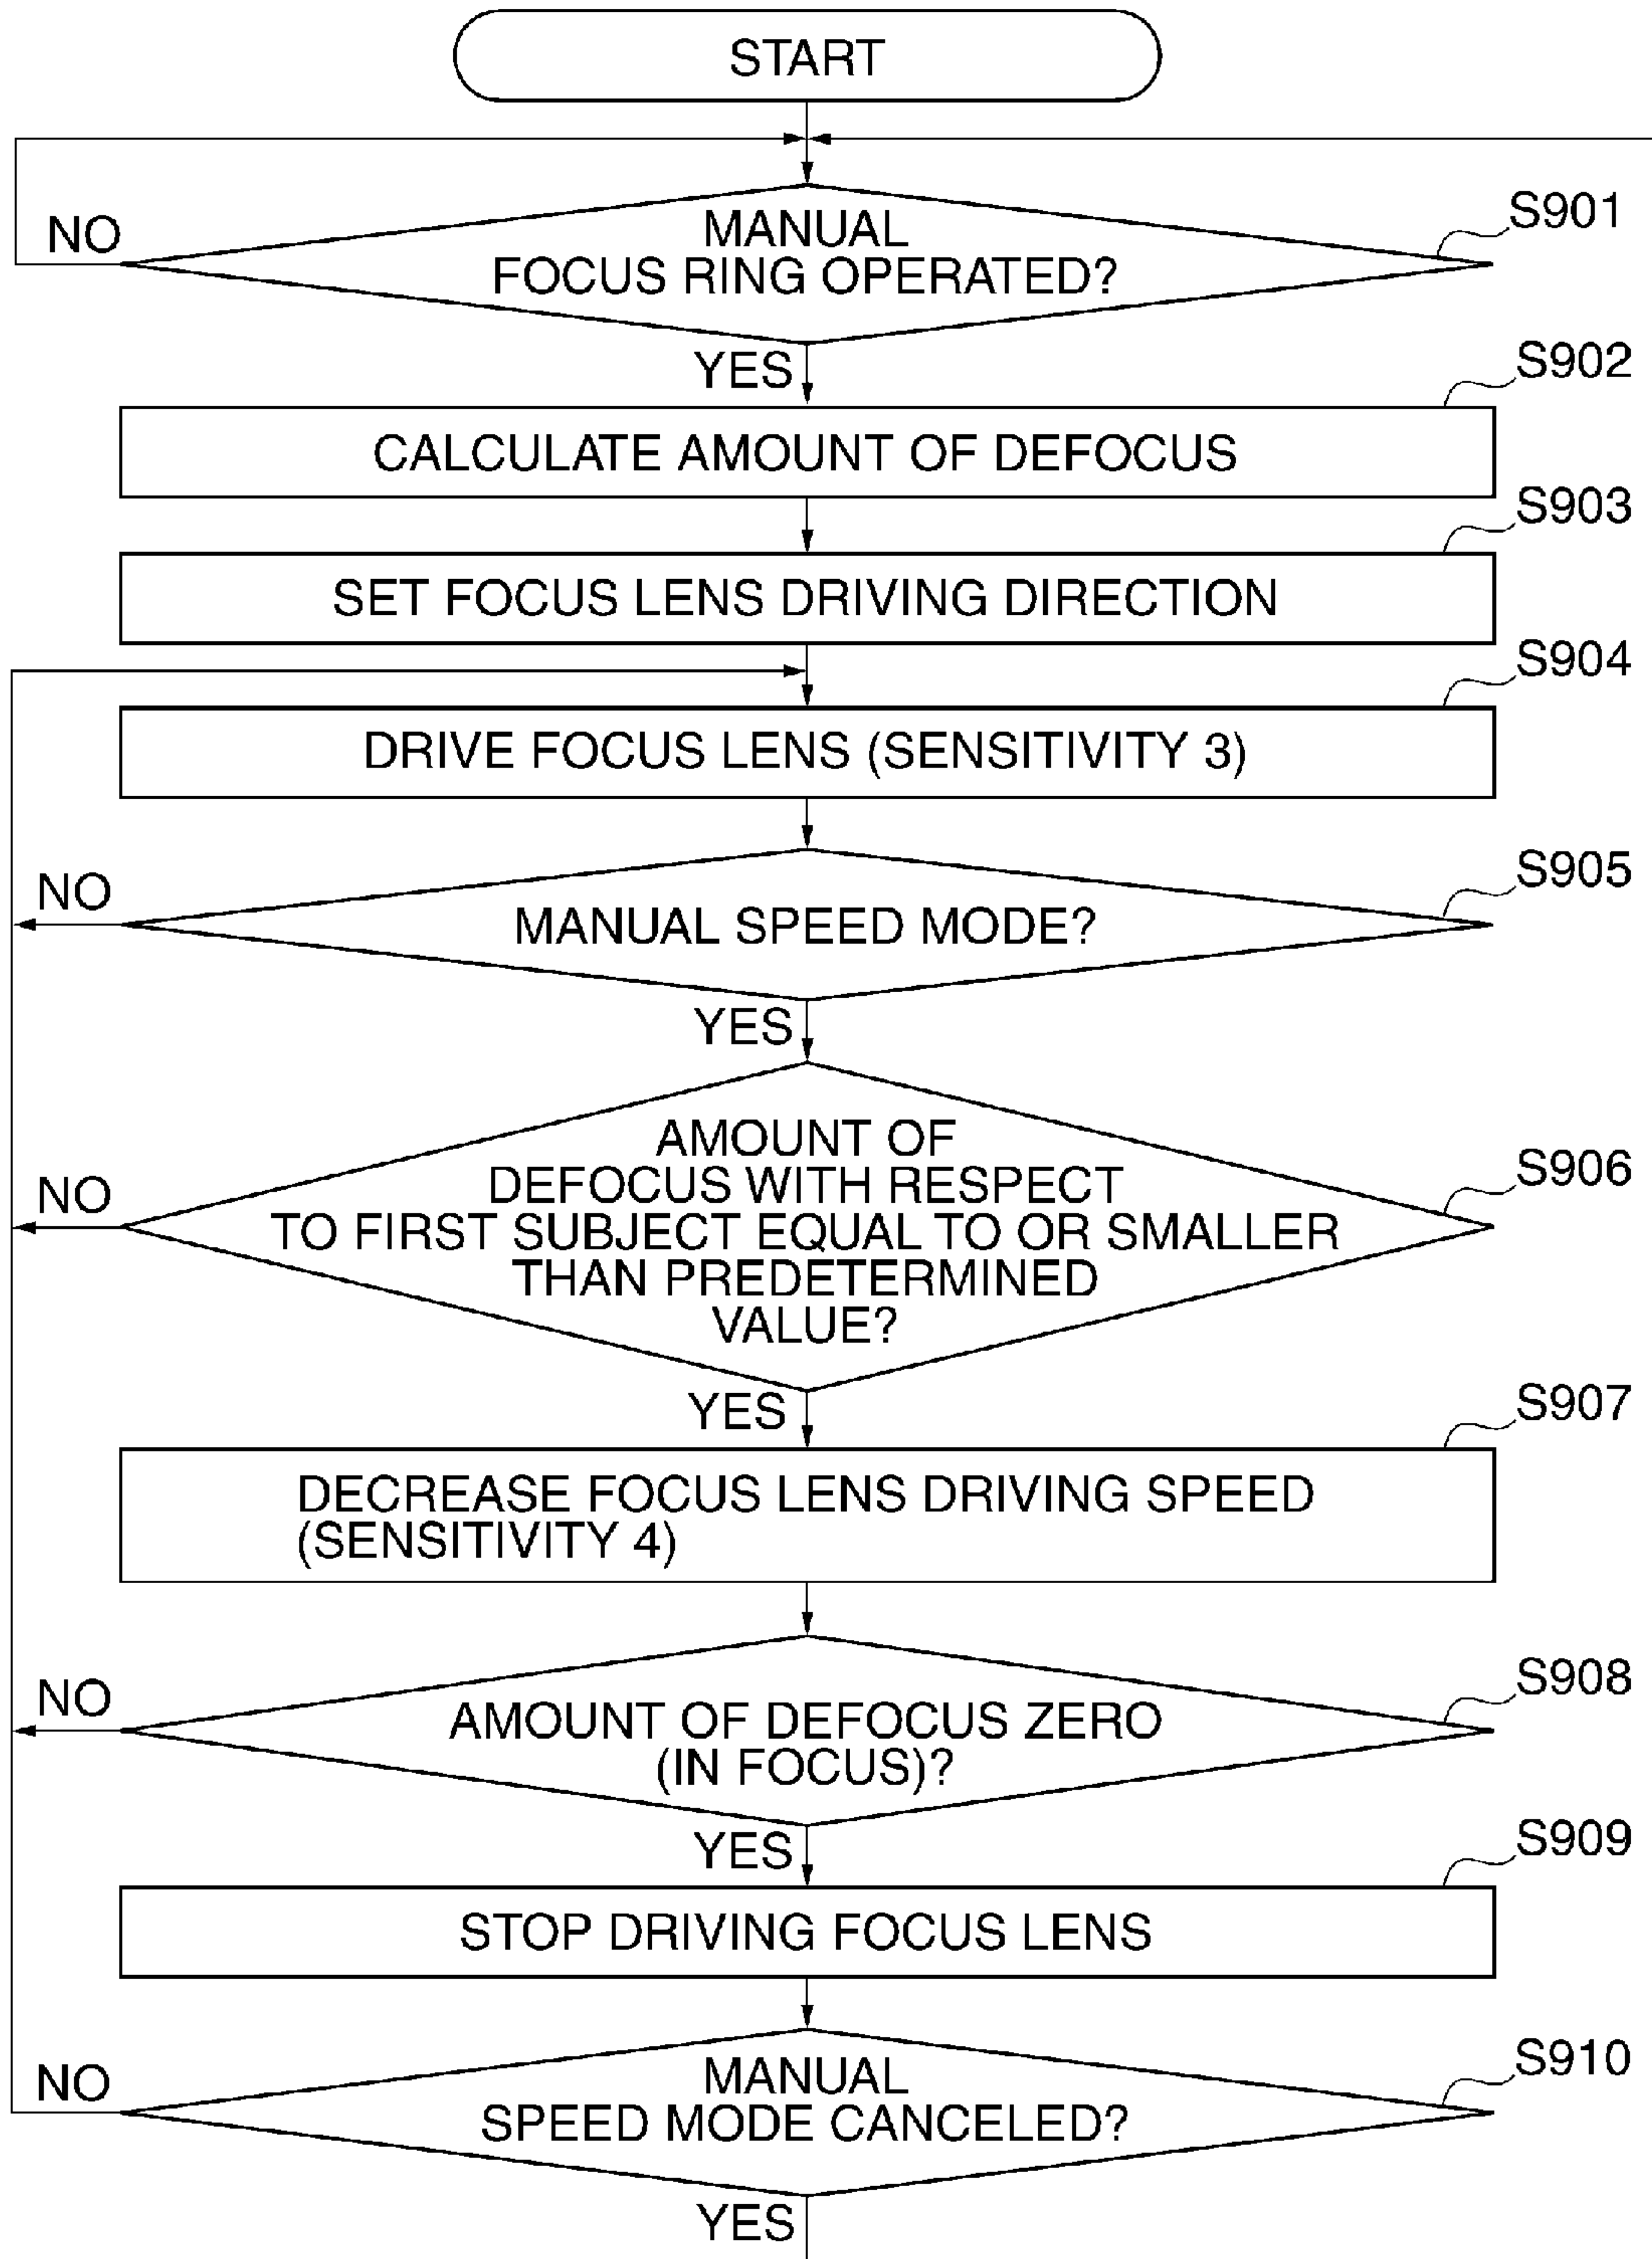 START
NO
MANUAL
FOCUS RING OPERATED?
S901
YES
S902
CALCULATE AMOUNT OF DEFOCUS
S903
SET FOCUS LENS DRIVING DIRECTION
S904
DRIVE FOCUS LENS (SENSITIVITY 3)
S905
NO
MANUAL SPEED MODE?
YES
AMOUNT OF
DEFOCUS WITH RESPECT
TO FIRST SUBJECT EQUAL TO OR SMALLER
THAN PREDETERMINED
VALUE?
NO
S906
YES
S907
DECREASE FOCUS LENS DRIVING SPEED
(SENSITIVITY 4)
NO
S908
AMOUNT OF DEFOCUS ZERO
(IN FOCUS)?
YES
S909
STOP DRIVING FOCUS LENS
NO
MANUAL
SPEED MODE CANCELED?
S910
YES